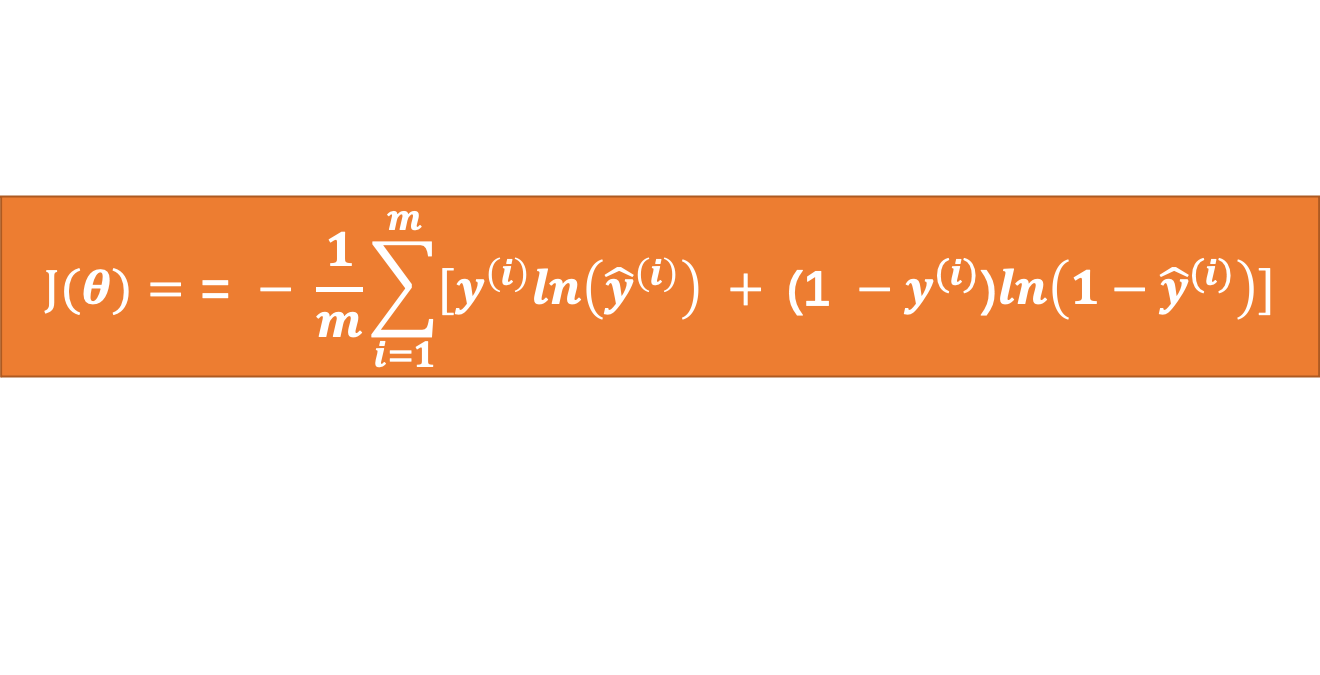 J(θ) = = − 1/m ∑_{i=1}^{m} [y^{(i)} ln(ŷ^{(i)}) + (1 − y^{(i)})ln(1 − ŷ^{(i)})]